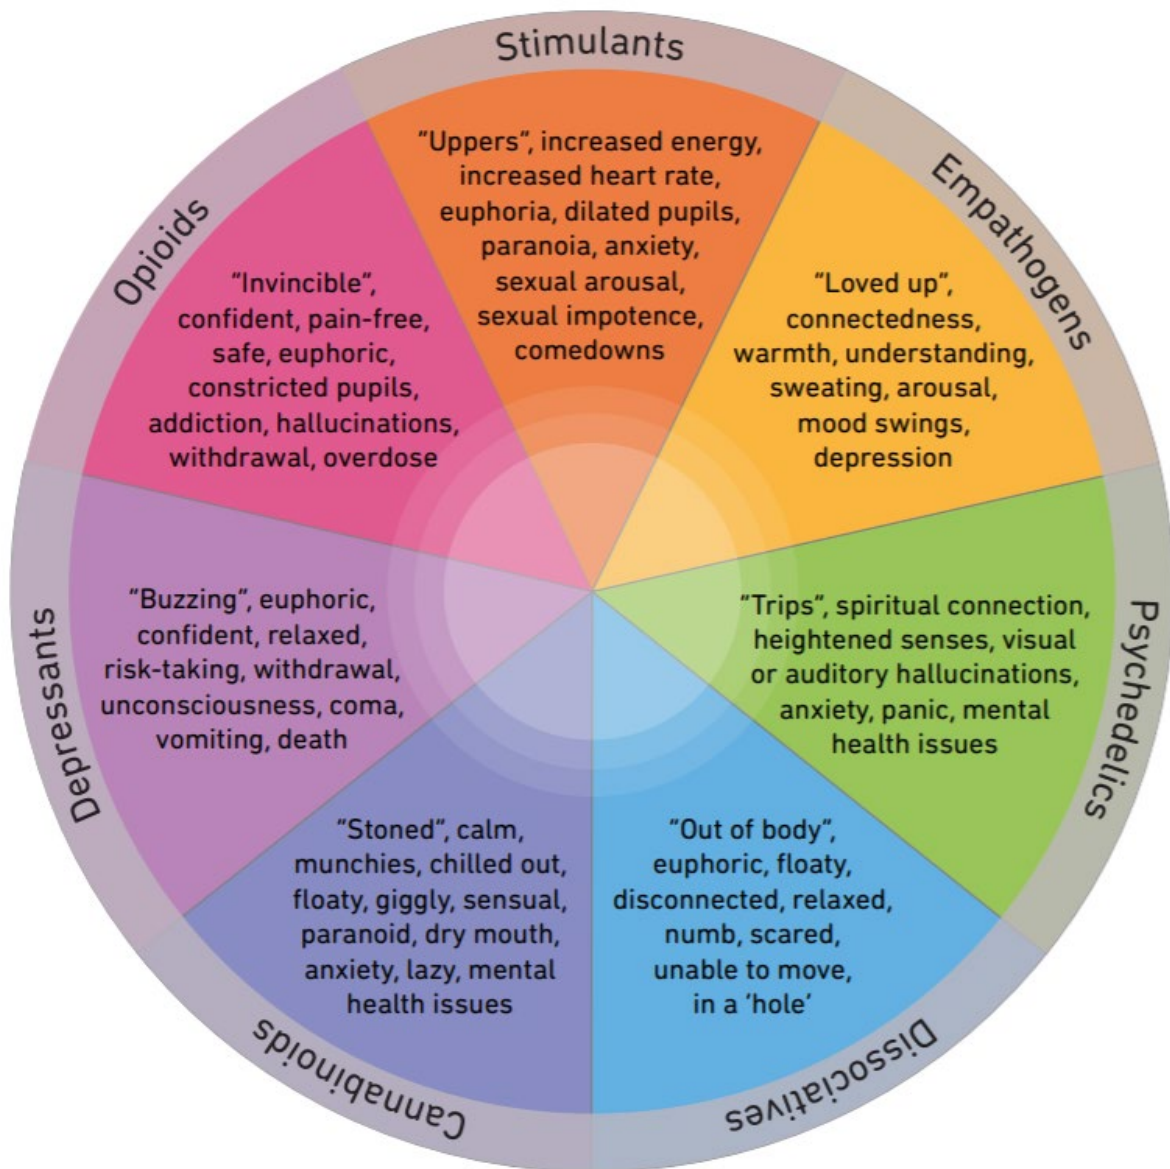 Stimulants
"Uppers", increased energy,
increased heart rate,
euphoria, dilated pupils,
paranoia, anxiety,
sexual arousal,
sexual impotence,
comedowns
Empathogens
"Loved up",
connectedness,
warmth, understanding,
sweating, arousal,
mood swings,
depression
Psychedelics
"Trips", spiritual connection,
heightened senses, visual
or auditory hallucinations,
anxiety, panic, mental
health issues
Dissociatives
"Out of body",
euphoric, floaty,
disconnected, relaxed,
numb, scared,
unable to move,
in a 'hole'
Cannabinoids
"Stoned", calm,
munchies, chilled out,
floaty, giggly, sensual,
paranoid, dry mouth,
anxiety, lazy, mental
health issues
Depressants
"Buzzing", euphoric,
confident, relaxed,
risk-taking, withdrawal,
unconsciousness, coma,
vomiting, death
Opioids
"Invincible",
confident, pain-free,
safe, euphoric,
constricted pupils,
addiction, hallucinations,
withdrawal, overdose